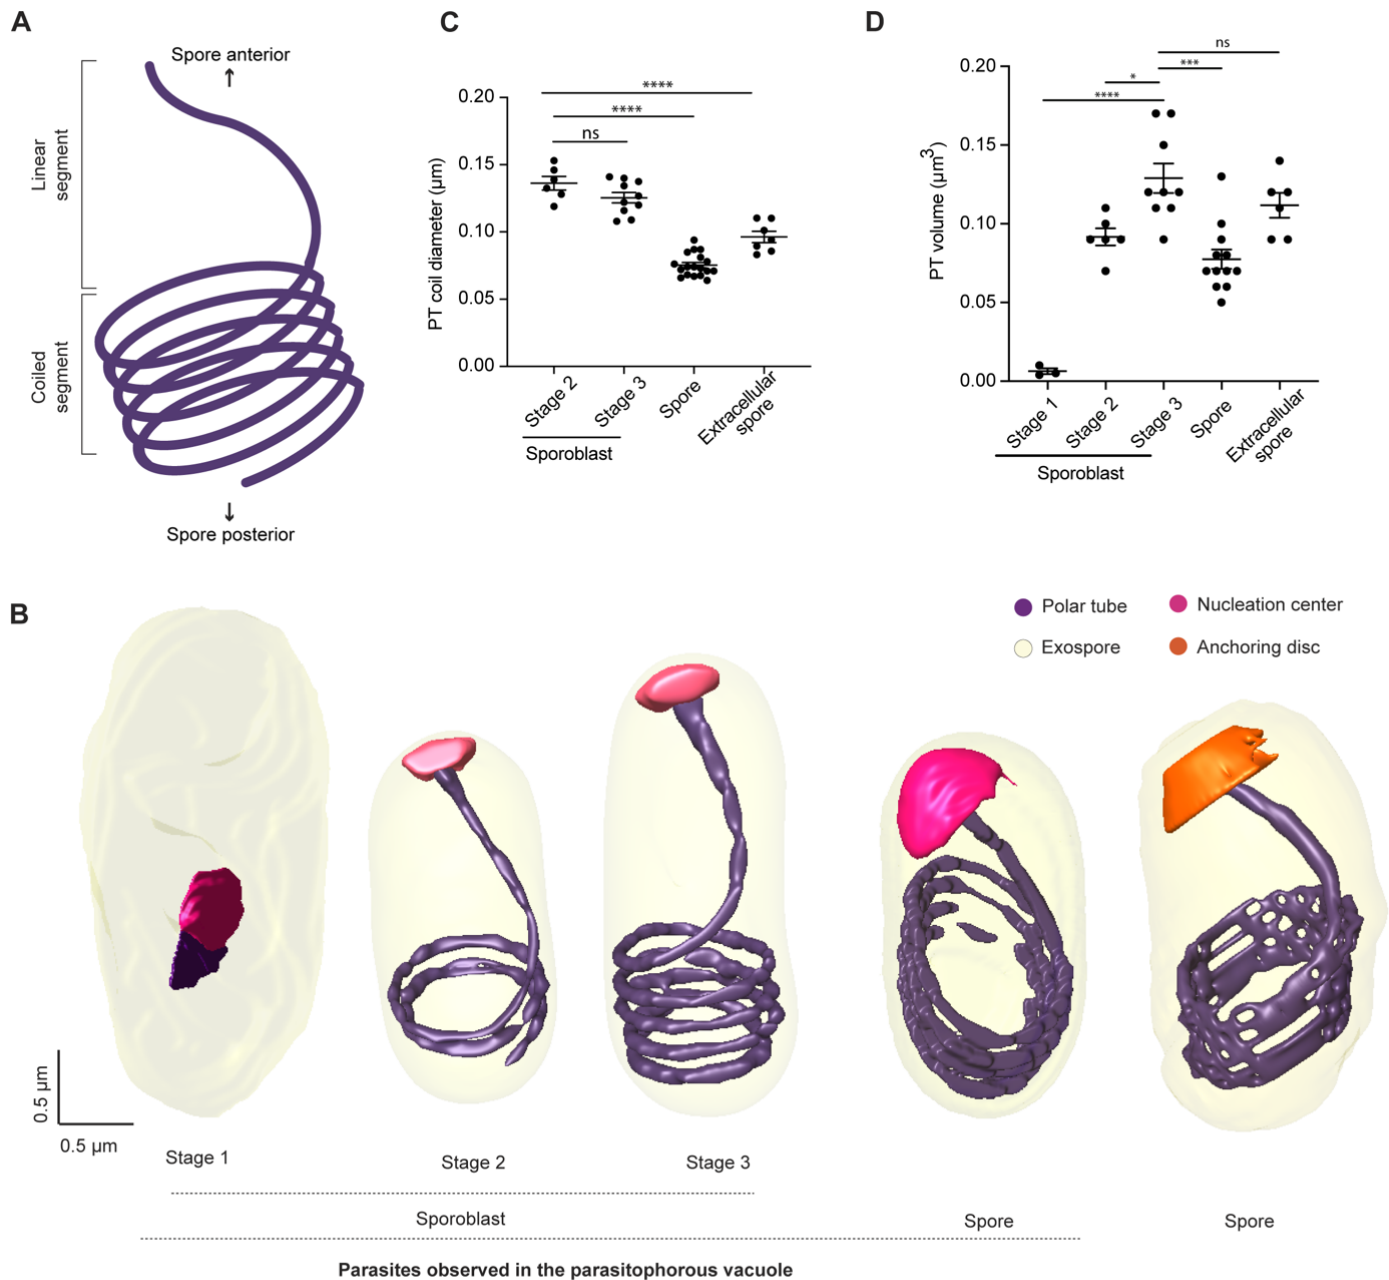 A
Spore anterior
↑
Linear
segment
Coiled
segment
↓
Spore posterior
C
PT coil diameter (μm)
0.20
0.15
0.10
0.05
0.00
****
****
ns
Stage 2
Stage 3
Spore
Extracellular
spore
Sporoblast
D
PT volume (μm³)
0.20
0.15
0.10
0.05
0.00
ns
***
*
****
Stage 1
Stage 2
Stage 3
Spore
Extracellular
spore
Sporoblast
B
Polar tube
Nucleation center
Exospore
Anchoring disc
0.5 μm
0.5 μm
Stage 1
Stage 2
Stage 3
Sporoblast
Spore
Spore
Parasites observed in the parasitophorous vacuole